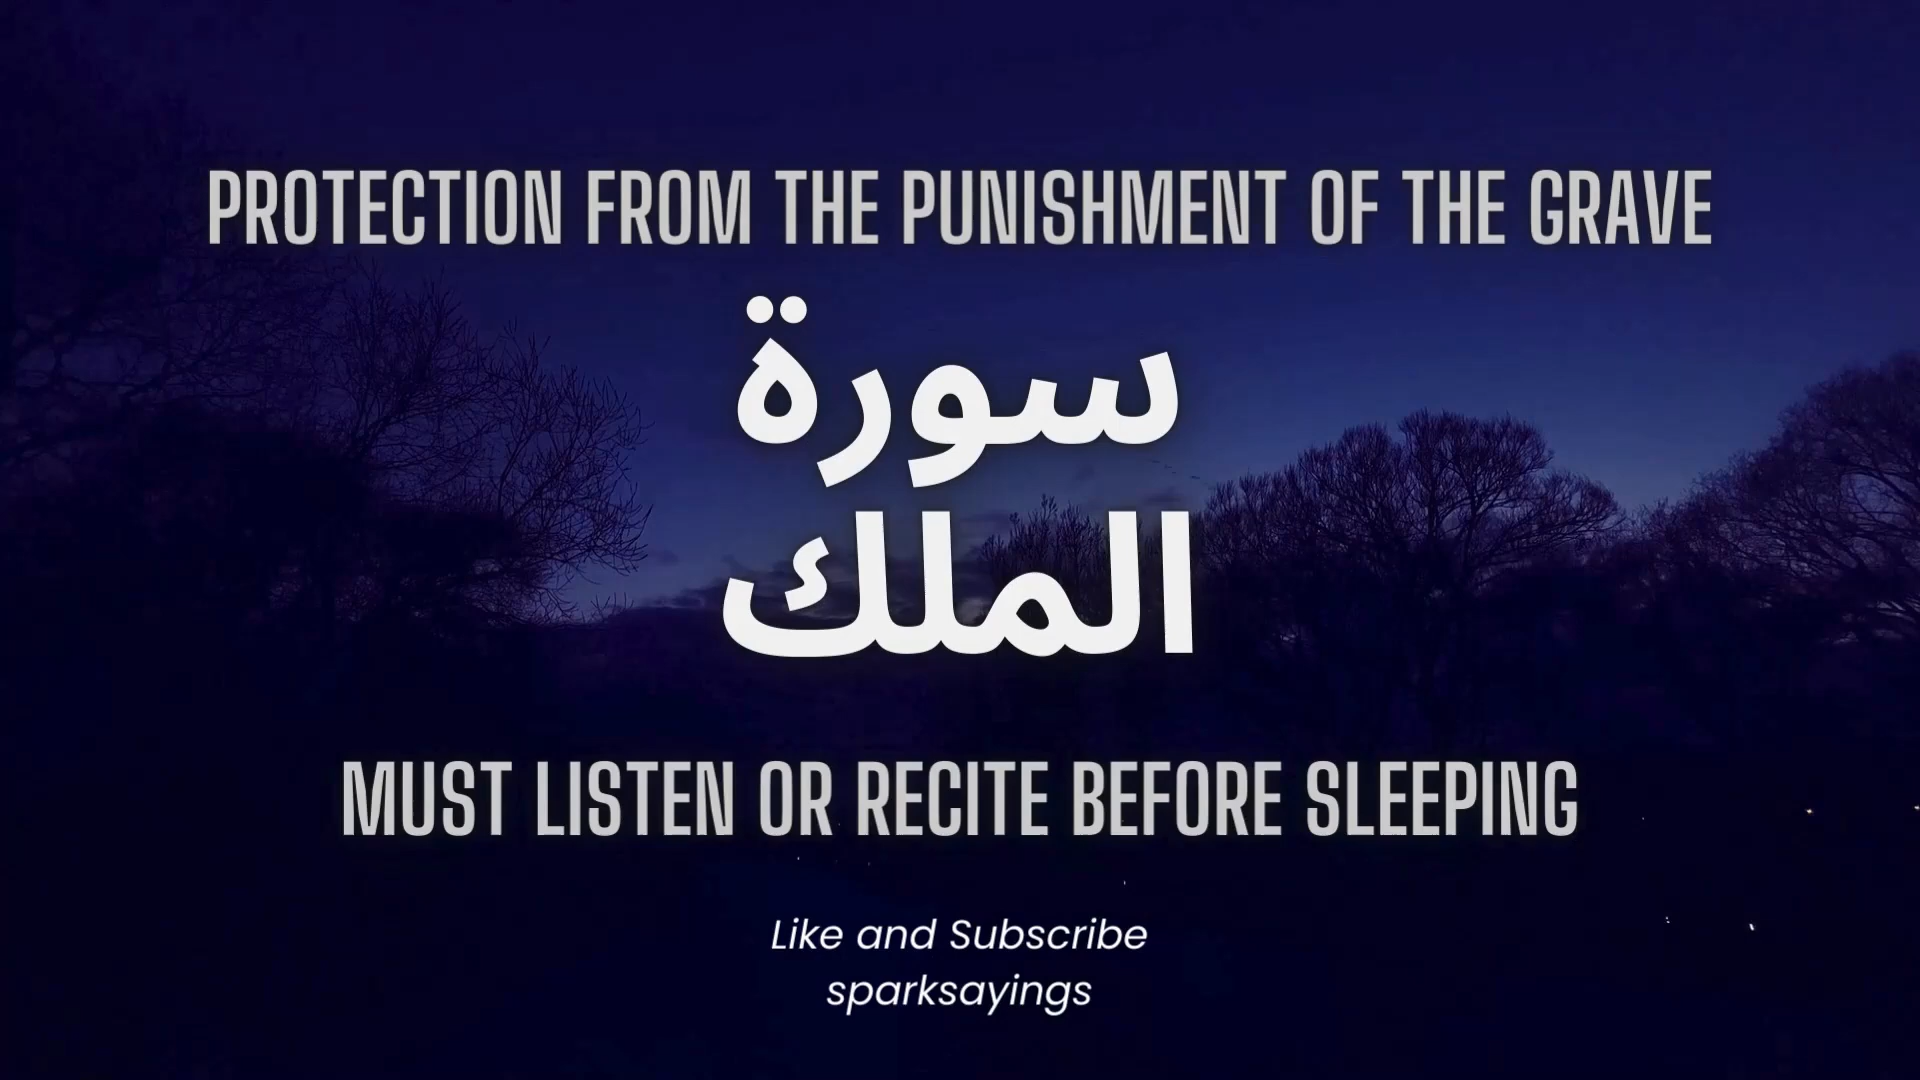 PROTECTION FROM THE PUNISHMENT OF THE GRAVE
سورة
الملك
MUST LISTEN OR RECITE BEFORE SLEEPING
Like and Subscribe
sparksayings